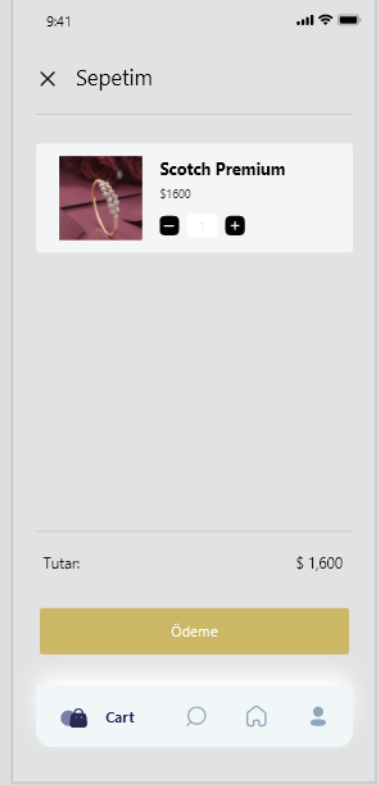 9:41
Sepetim
Scotch Premium
$1600
1
Tutar:
$ 1,600
Ödeme
Cart